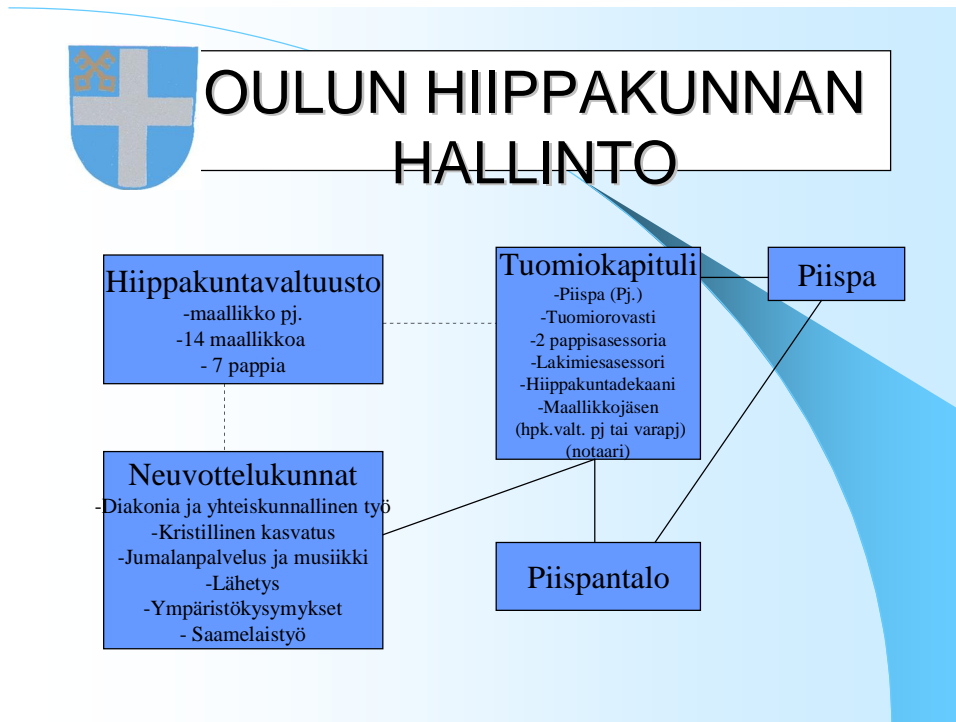 OULUN HIIPPAKUNNAN
HALLINTO
Hiippakuntavaltuusto
-maallikko pj.
-14 maallikkoa
- 7 pappia
Tuomiokapituli
-Piispa (Pj.)
-Tuomiorovasti
-2 pappisasessoria
-Lakimiesasessori
-Hiippakuntadekaani
-Maallikkojäsen
(hpk.valt. pj tai varapj)
(notaari)
Piispa
Neuvottelukunnat
-Diakonia ja yhteiskunnallinen työ
-Kristillinen kasvatus
-Jumalanpalvelus ja musiikki
-Lähetys
-Ympäristökysymykset
- Saamelaistyö
Piispantalo